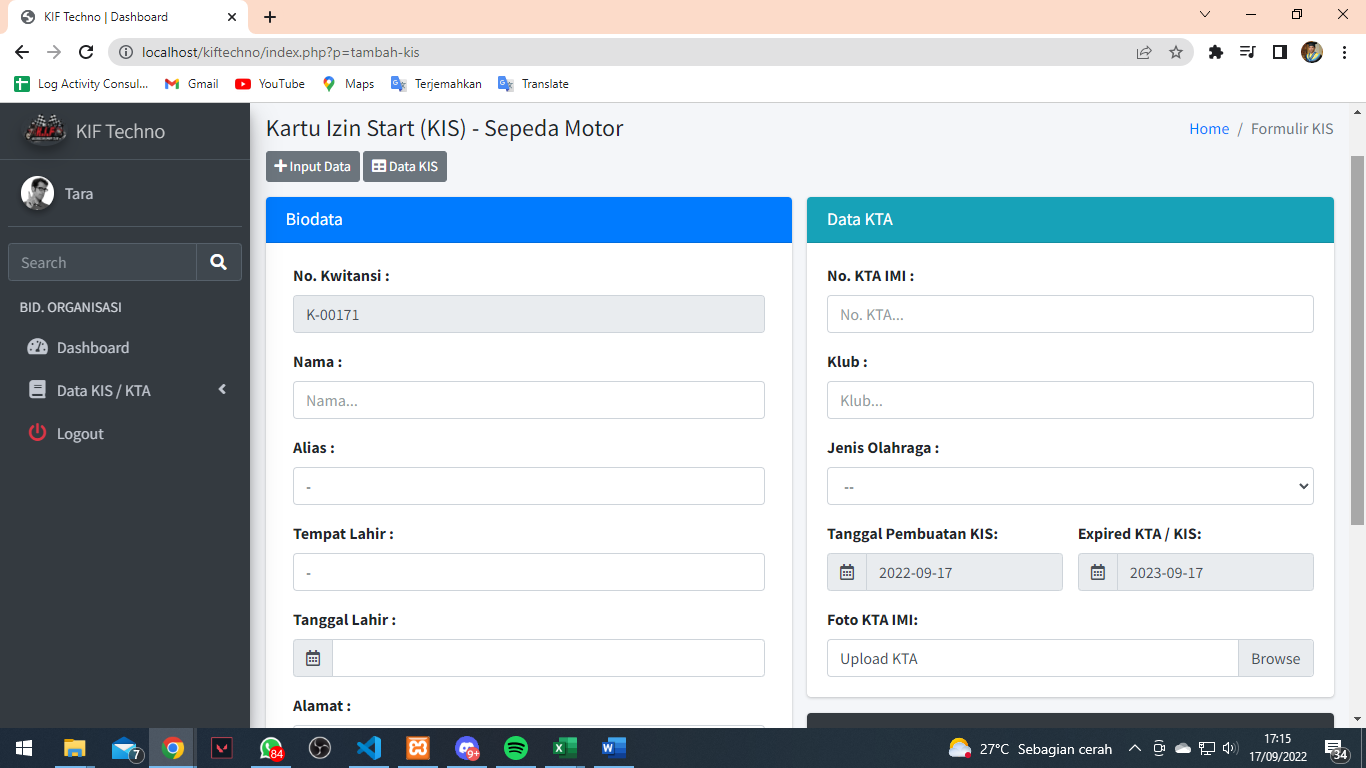 KIF Techno | Dashboard
localhost/kiftechno/index.php?p=tambah-kis
Log Activity Consul... Gmail YouTube Maps Terjemahkan Translate
KIF Techno
Tara
Search
BID. ORGANISASI
Dashboard
Data KIS / KTA
Logout
Kartu Izin Start (KIS) - Sepeda Motor
Home / Formulir KIS
Input Data Data KIS
Biodata
No. Kwitansi :
K-00171
Nama :
Nama...
Alias :
-
Tempat Lahir :
-
Tanggal Lahir :
Alamat :
Data KTA
No. KTA IMI :
No. KTA...
Klub :
Klub...
Jenis Olahraga :
--
Tanggal Pembuatan KIS: Expired KTA / KIS:
2022-09-17 2023-09-17
Foto KTA IMI:
Upload KTA Browse
7 84 9+ 27°C Sebagian cerah 17:15
17/09/2022 34